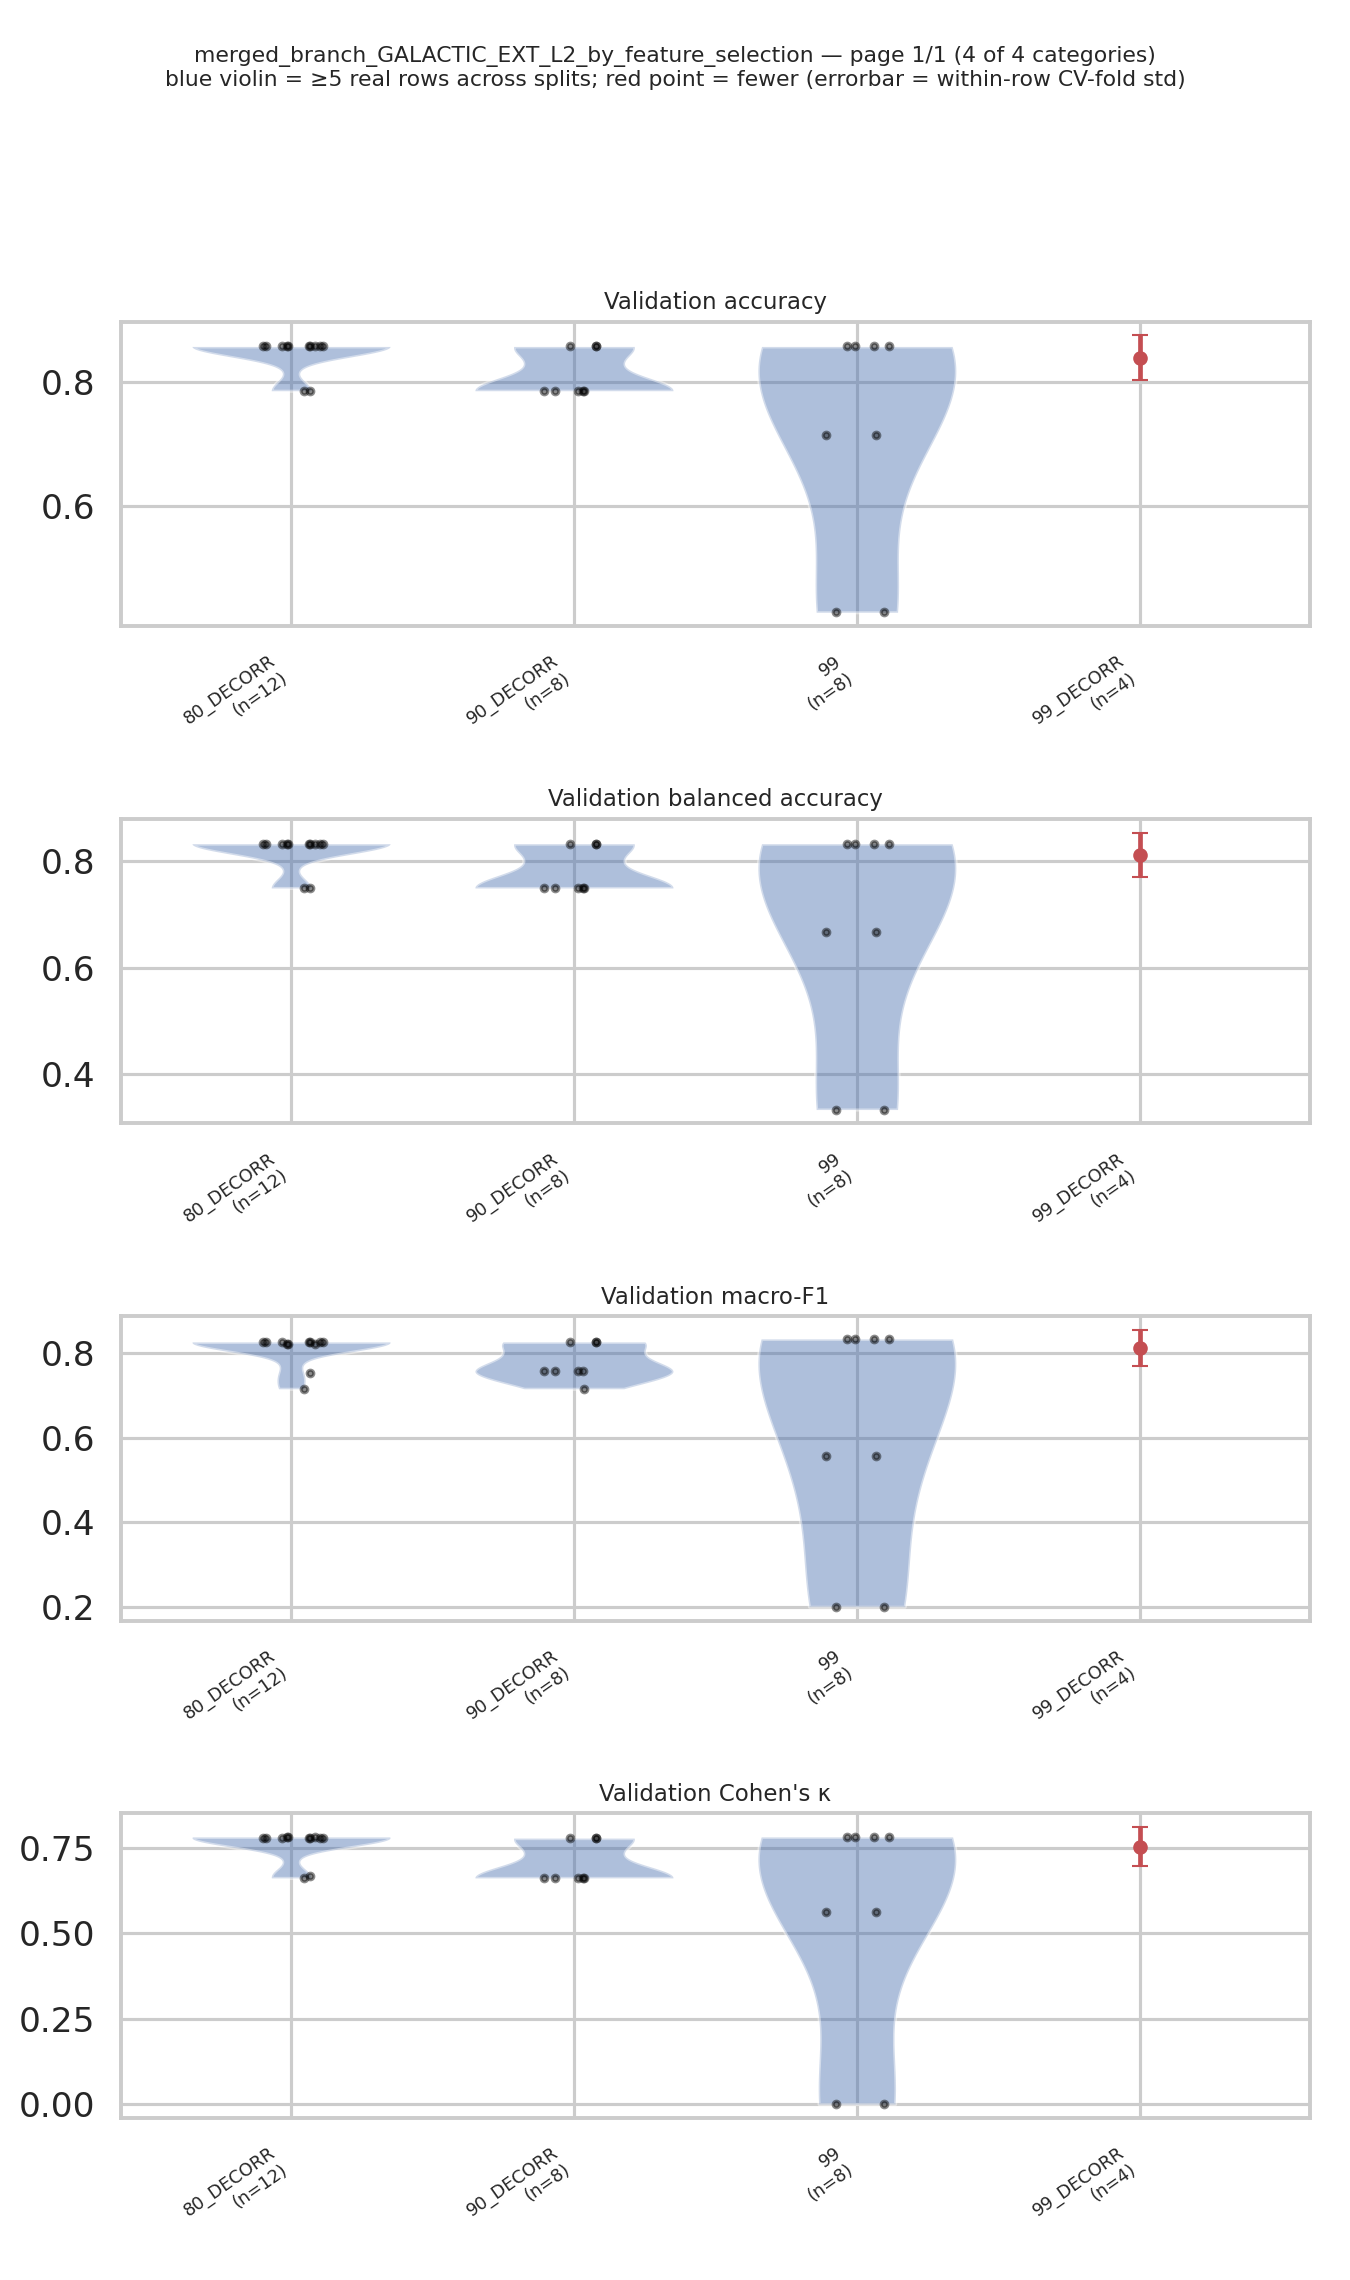 merged_branch_GALACTIC_EXT_L2_by_feature_selection — page 1/1 (4 of 4 categories)
blue violin = ≥5 real rows across splits; red point = fewer (errorbar = within-row CV-fold std)
Validation accuracy
0.8
0.6
80_DECORR
(n=12)
90_DECORR
(n=8)
99
(n=8)
99_DECORR
(n=4)
Validation balanced accuracy
0.8
0.6
0.4
80_DECORR
(n=12)
90_DECORR
(n=8)
99
(n=8)
99_DECORR
(n=4)
Validation macro-F1
0.8
0.6
0.4
0.2
80_DECORR
(n=12)
90_DECORR
(n=8)
99
(n=8)
99_DECORR
(n=4)
Validation Cohen's κ
0.75
0.50
0.25
0.00
80_DECORR
(n=12)
90_DECORR
(n=8)
99
(n=8)
99_DECORR
(n=4)